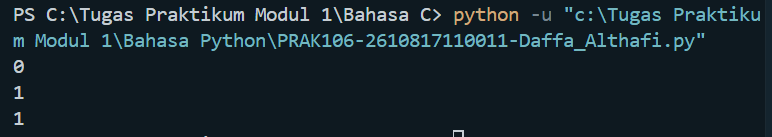 PS C:\Tugas Praktikum Modul 1\Bahasa C> python -u "c:\Tugas Praktiku
m Modul 1\Bahasa Python\PRAK106-2610817110011-Daffa_Althafi.py"
0
1
1